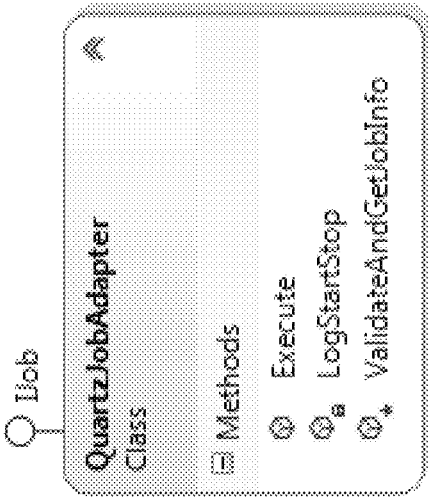 IJob
QuartzJobAdapter
Class
Methods
Execute
LogStartStop
ValidateAndGetJobInfo